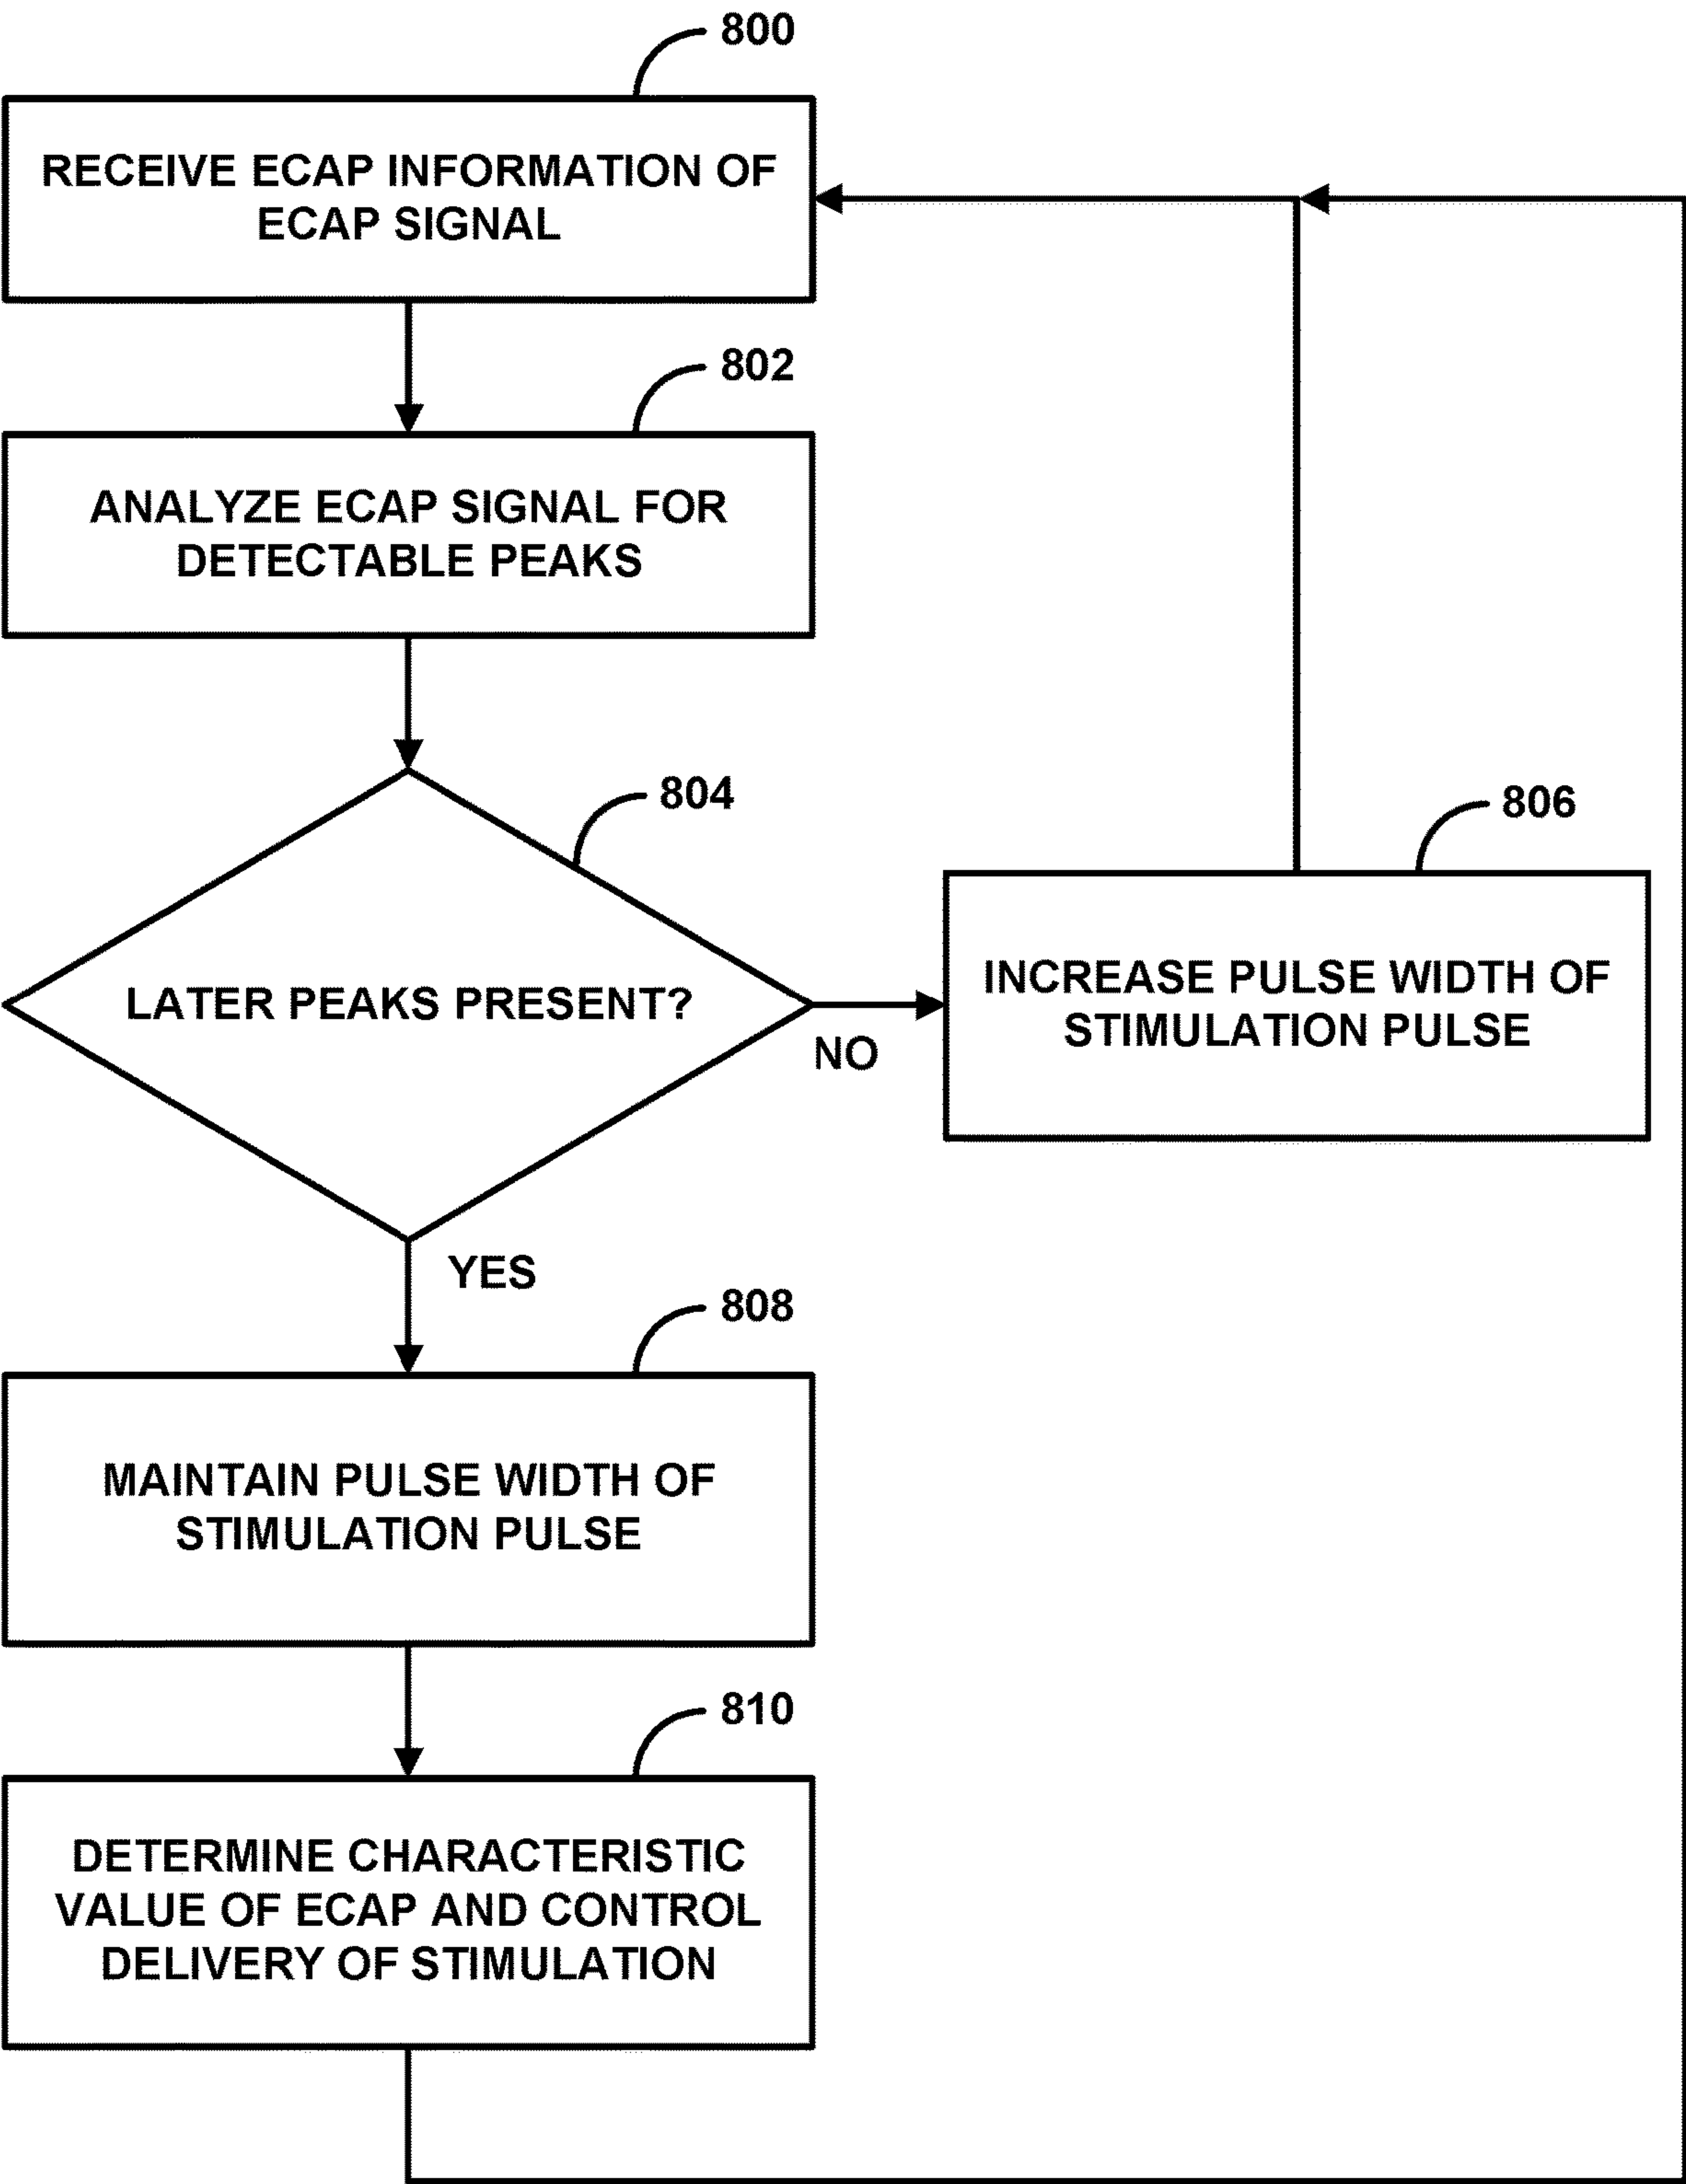 800
RECEIVE ECAP INFORMATION OF
ECAP SIGNAL
802
ANALYZE ECAP SIGNAL FOR
DETECTABLE PEAKS
804
LATER PEAKS PRESENT?
NO
806
INCREASE PULSE WIDTH OF
STIMULATION PULSE
YES
808
MAINTAIN PULSE WIDTH OF
STIMULATION PULSE
810
DETERMINE CHARACTERISTIC
VALUE OF ECAP AND CONTROL
DELIVERY OF STIMULATION